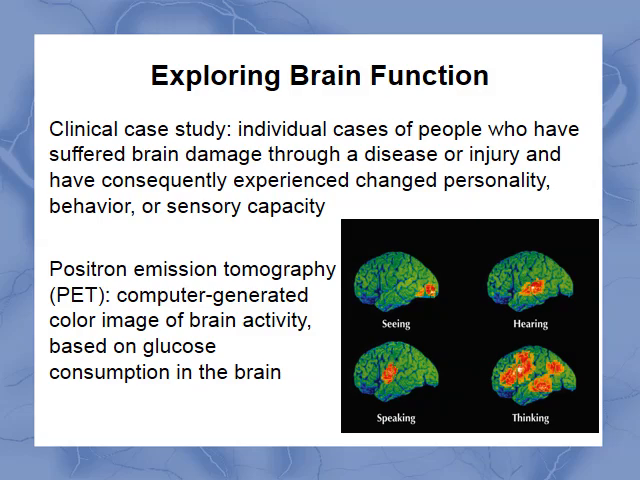 Exploring Brain Function
Clinical case study: individual cases of people who have
suffered brain damage through a disease or injury and
have consequently experienced changed personality,
behavior, or sensory capacity
Positron emission tomography
(PET): computer-generated
color image of brain activity,
based on glucose
consumption in the brain
Seeing
Hearing
Speaking
Thinking